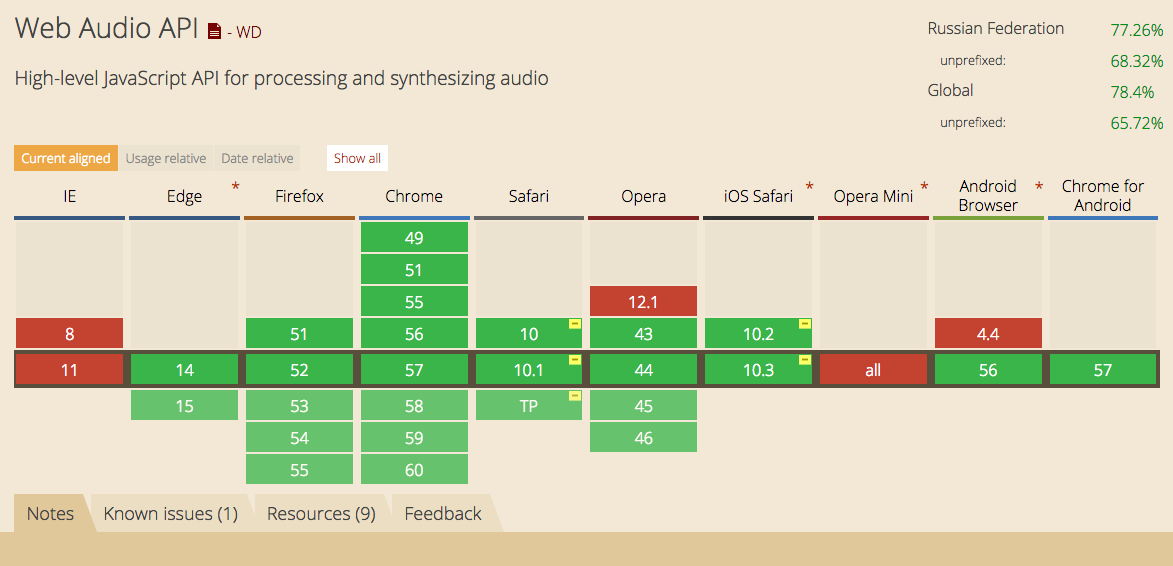 Web Audio API - WD
High-level JavaScript API for processing and synthesizing audio
Russian Federation 77.26%
unprefixed: 68.32%
Global 78.4%
unprefixed: 65.72%
Current aligned Usage relative Date relative Show all
IE Edge * Firefox Chrome Safari Opera iOS Safari * Opera Mini * Android Browser * Chrome for Android
49
51
55 12.1
8 51 56 10 - 43 10.2 - 4.4
11 14 52 57 10.1 - 44 10.3 - all 56 57
15 53 58 TP - 45
54 59 46
55 60
Notes Known issues (1) Resources (9) Feedback